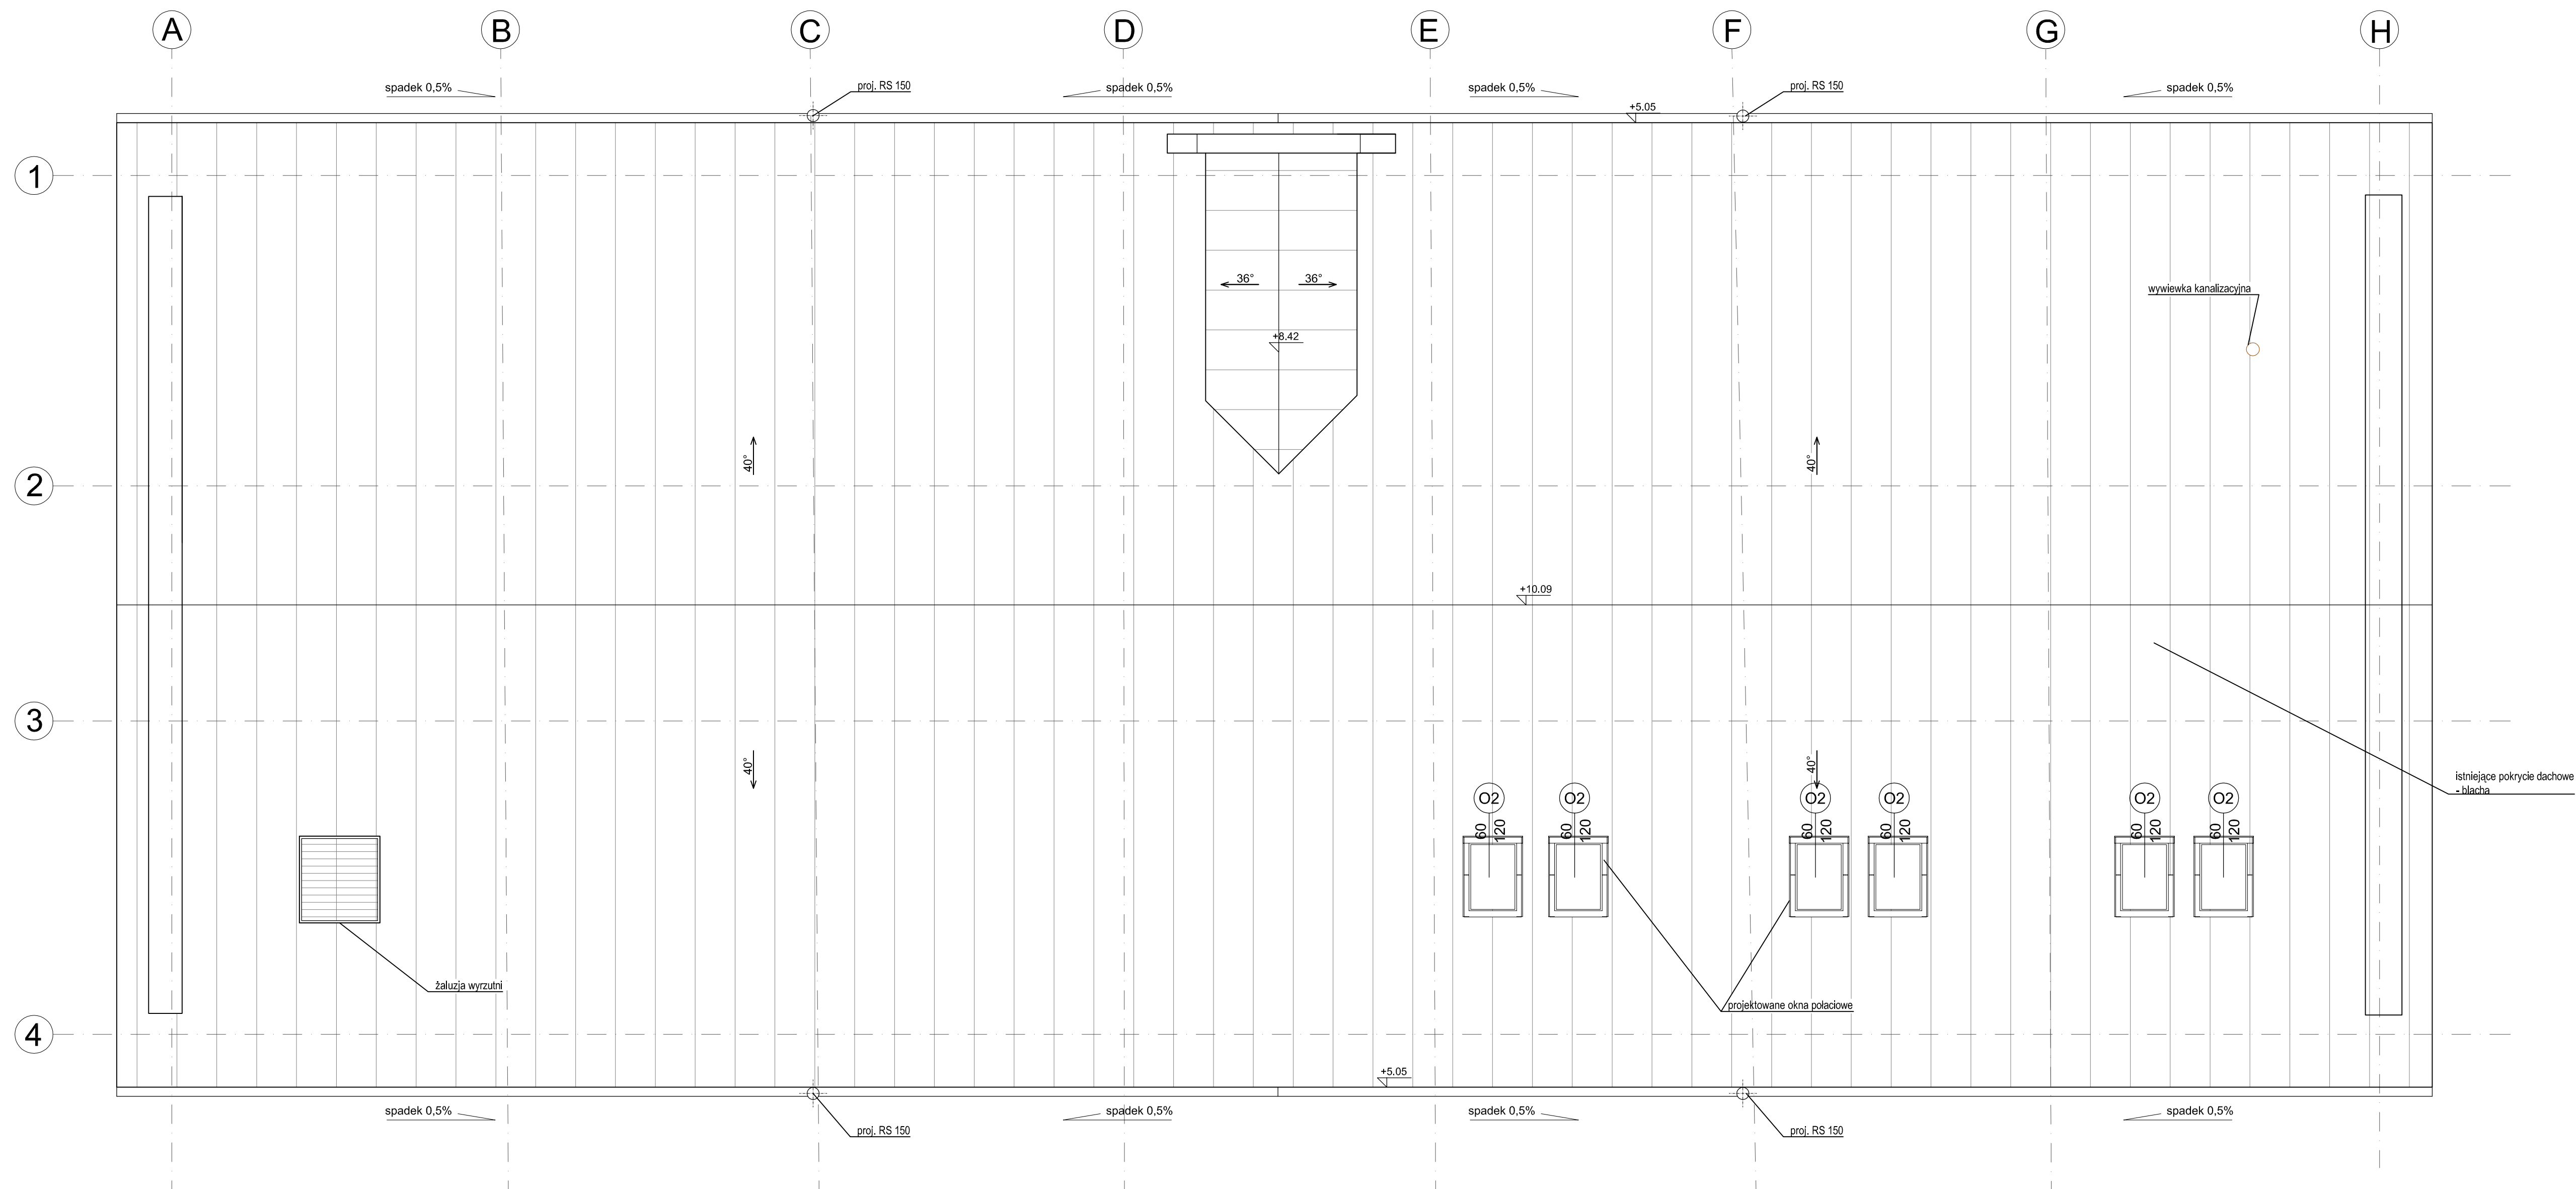 A B C D E F G H
spadek 0,5% proj. RS 150 spadek 0,5% spadek 0,5% proj. RS 150 spadek 0,5%
+5.05
1
36° 36°
wywiewka kanalizacyjna
+8.42
40° 40°
2
+10.09
3
40° 40°
istniejące pokrycie dachowe
- blacha
O2 O2 O2 O2 O2 O2
60 120 60 120 60 120 60 120 60 120 60 120
żaluzja wyrzutni
projektowane okna połaciowe
4
+5.05
spadek 0,5% spadek 0,5% spadek 0,5% spadek 0,5%
proj. RS 150 proj. RS 150